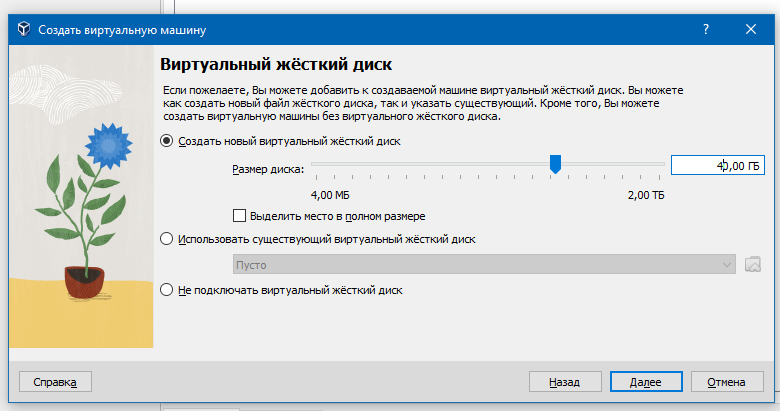 Создать виртуальную машину
Виртуальный жёсткий диск
Если пожелаете, Вы можете добавить к создаваемой машине виртуальный жёсткий диск. Вы можете
как создать новый файл жёсткого диска, так и указать существующий. Кроме того, Вы можете
создать виртуальную машины без виртуального жёсткого диска.
Создать новый виртуальный жёсткий диск
Размер диска:
40,00 ГБ
4,00 МБ
2,00 ТБ
Выделить место в полном размере
Использовать существующий виртуальный жёсткий диск
Пусто
Не подключать виртуальный жёсткий диск
Справка
Назад
Далее
Отмена